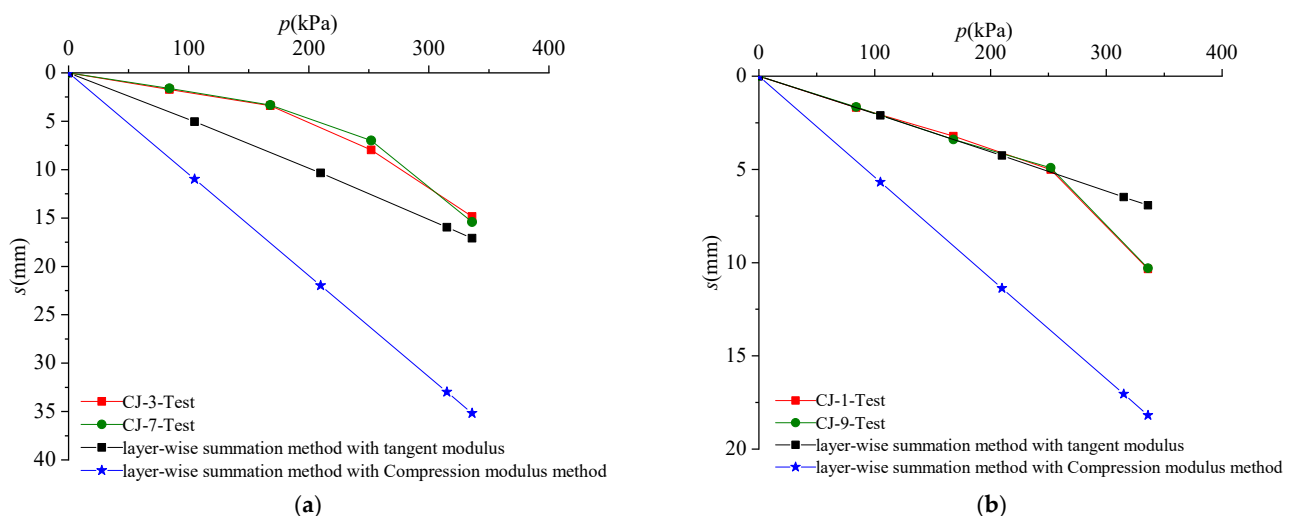 p(kPa)
0 100 200 300 400
0
5
10
15
20
25
30
35
40
s(mm)
CJ-3-Test
CJ-7-Test
layer-wise summation method with tangent modulus
layer-wise summation method with Compression modulus method
(a)
p(kPa)
0 100 200 300 400
0
5
10
15
20
s(mm)
CJ-1-Test
CJ-9-Test
layer-wise summation method with tangent modulus
layer-wise summation method with Compression modulus method
(b)